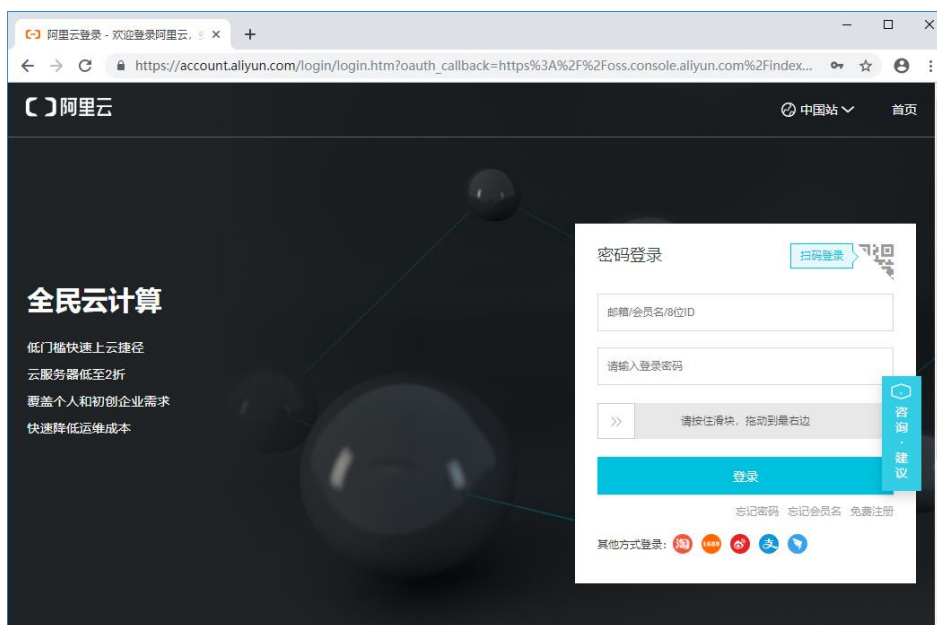 阿里云登录 - 欢迎登录阿里云,
https://account.aliyun.com/login/login.htm?oauth_callback=https%3A%2F%2Foss.console.aliyun.com%2Findex...
阿里云
中国站
首页
密码登录
扫码登录
全民云计算
邮箱/会员名/8位ID
低门槛快速上云捷径
请输入登录密码
云服务器低至2折
覆盖个人和初创企业需求
快速降低运维成本
请按住滑块,拖动到最右边
咨询·建议
登录
忘记密码 忘记会员名 免费注册
其他方式登录:
淘
1688
支